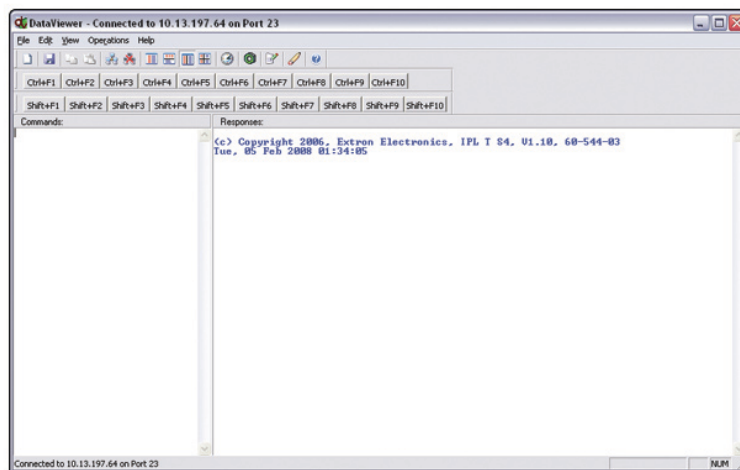 DataViewer - Connected to 10.13.197.64 on Port 23
File Edit View Operations Help
Ctrl+F1 Ctrl+F2 Ctrl+F3 Ctrl+F4 Ctrl+F5 Ctrl+F6 Ctrl+F7 Ctrl+F8 Ctrl+F9 Ctrl+F10
Shift+F1 Shift+F2 Shift+F3 Shift+F4 Shift+F5 Shift+F6 Shift+F7 Shift+F8 Shift+F9 Shift+F10
Commands: Responses:
(c) Copyright 2006, Extron Electronics, IPL T S4, V1.10, 60-544-03
Tue, 05 Feb 2008 01:34:05
Connected to 10.13.197.64 on Port 23 NUM